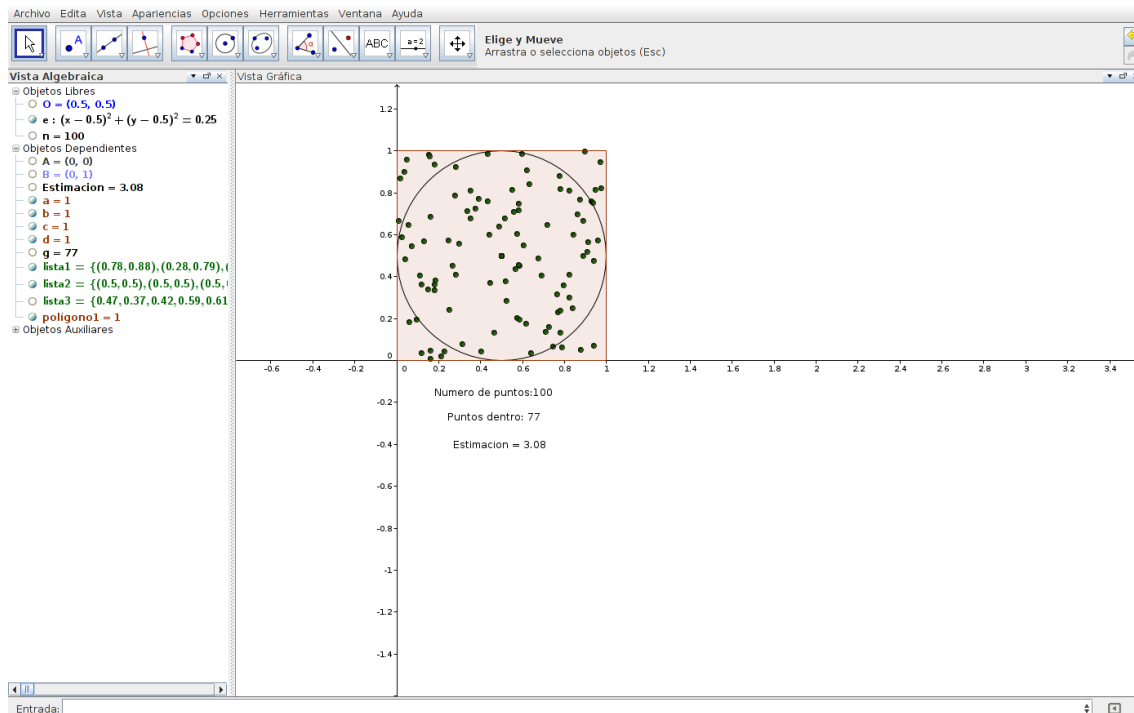 Archivo Edita Vista Apariencias Opciones Herramientas Ventana Ayuda
A
α
ABC
a=2
Elige y Mueve
Arrastra o selecciona objetos (Esc)
Vista Algebraica
Objetos Libres
O = (0.5, 0.5)
e : (x − 0.5)² + (y − 0.5)² = 0.25
n = 100
Objetos Dependientes
A = (0, 0)
B = (0, 1)
Estimacion = 3.08
a = 1
b = 1
c = 1
d = 1
g = 77
lista1 = {(0.78, 0.88), (0.28, 0.79), (
lista2 = {(0.5, 0.5), (0.5, 0.5), (0.5,
lista3 = {0.47, 0.37, 0.42, 0.59, 0.61
polígono1 = 1
Objetos Auxiliares
Vista Gráfica
1.2
1
0.8
0.6
0.4
0.2
0
-0.6 -0.4 -0.2 0 0.2 0.4 0.6 0.8 1 1.2 1.4 1.6 1.8 2 2.2 2.4 2.6 2.8 3 3.2 3.4
-0.2
-0.4
-0.6
-0.8
-1
-1.2
-1.4
Numero de puntos:100
Puntos dentro: 77
Estimacion = 3.08
Entrada: